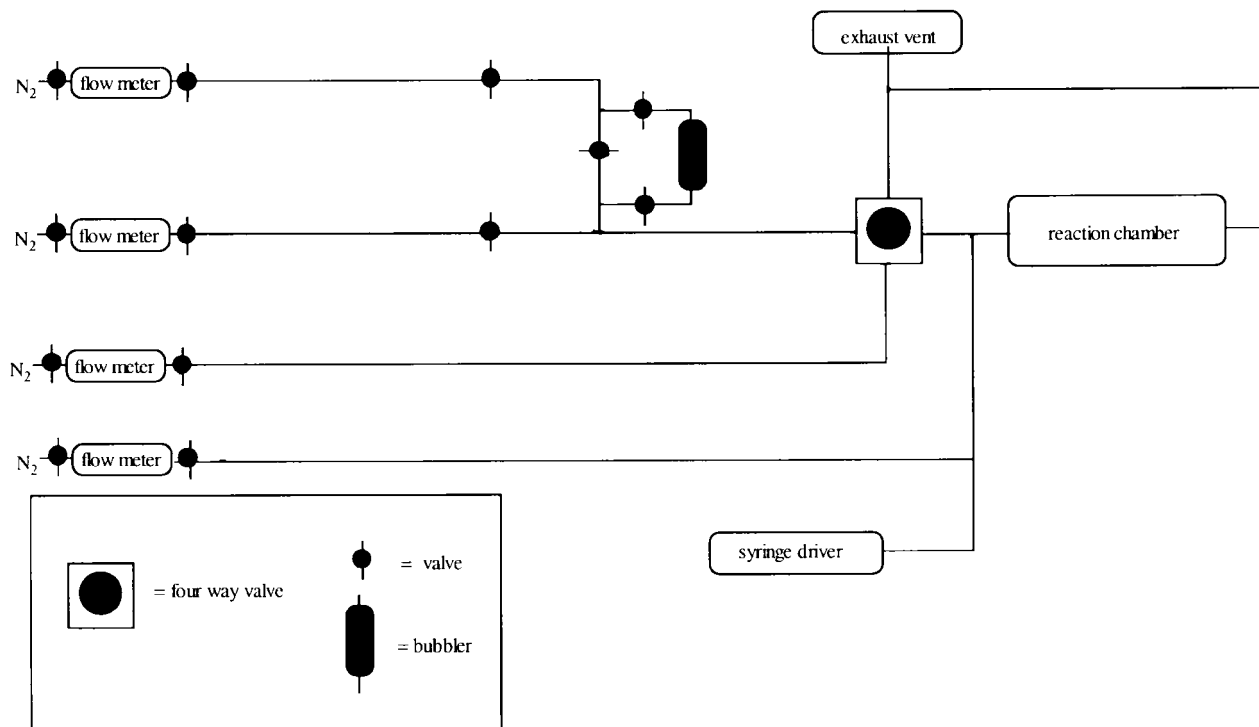 exhaust vent
N₂ flow meter
N₂ flow meter
reaction chamber
N₂ flow meter
N₂ flow meter
syringe driver
= four way valve
= valve
= bubbler